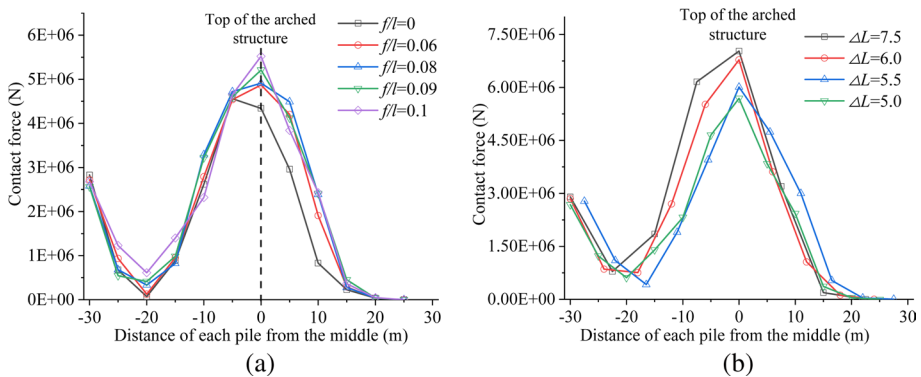 Top of the arched
structure
f/l=0
f/l=0.06
f/l=0.08
f/l=0.09
f/l=0.1
Contact force (N)
6E+06
5E+06
4E+06
3E+06
2E+06
1E+06
0E+00
-30 -20 -10 0 10 20 30
Distance of each pile from the middle (m)
(a)
Top of the arched
structure
ΔL=7.5
ΔL=6.0
ΔL=5.5
ΔL=5.0
Contact force (N)
7.50E+06
6.00E+06
4.50E+06
3.00E+06
1.50E+06
0.00E+00
-30 -20 -10 0 10 20 30
Distance of each pile from the middle (m)
(b)